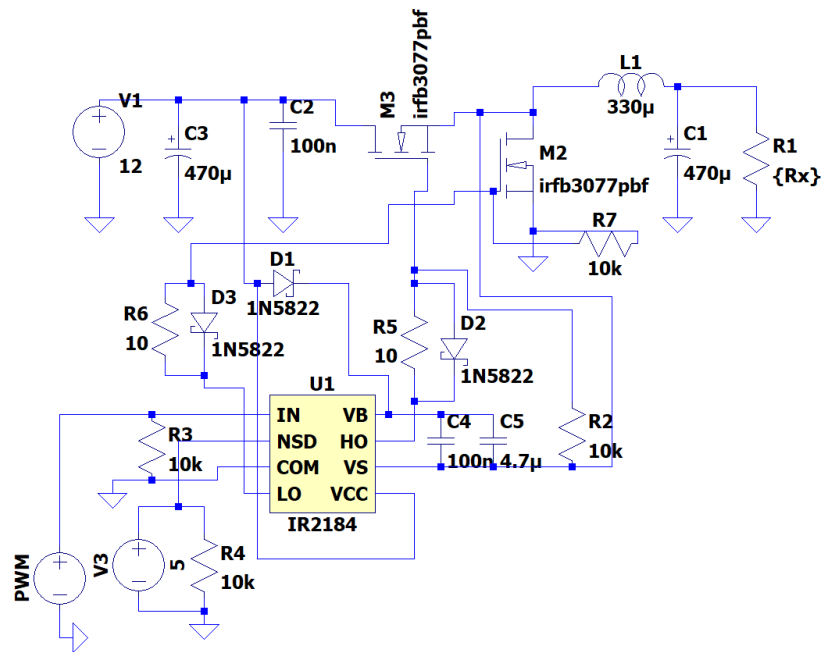 V1
12
C3
470µ
C2
100n
M3
irfb3077pbf
L1
330µ
M2
irfb3077pbf
C1
470µ
R1
{Rx}
R7
10k
D1
1N5822
R6
10
D3
1N5822
R5
10
D2
1N5822
U1
IN
NSD
COM
LO
VB
HO
VS
VCC
IR2184
C4
100n
C5
4.7µ
R2
10k
R3
10k
PWM
V3
5
R4
10k